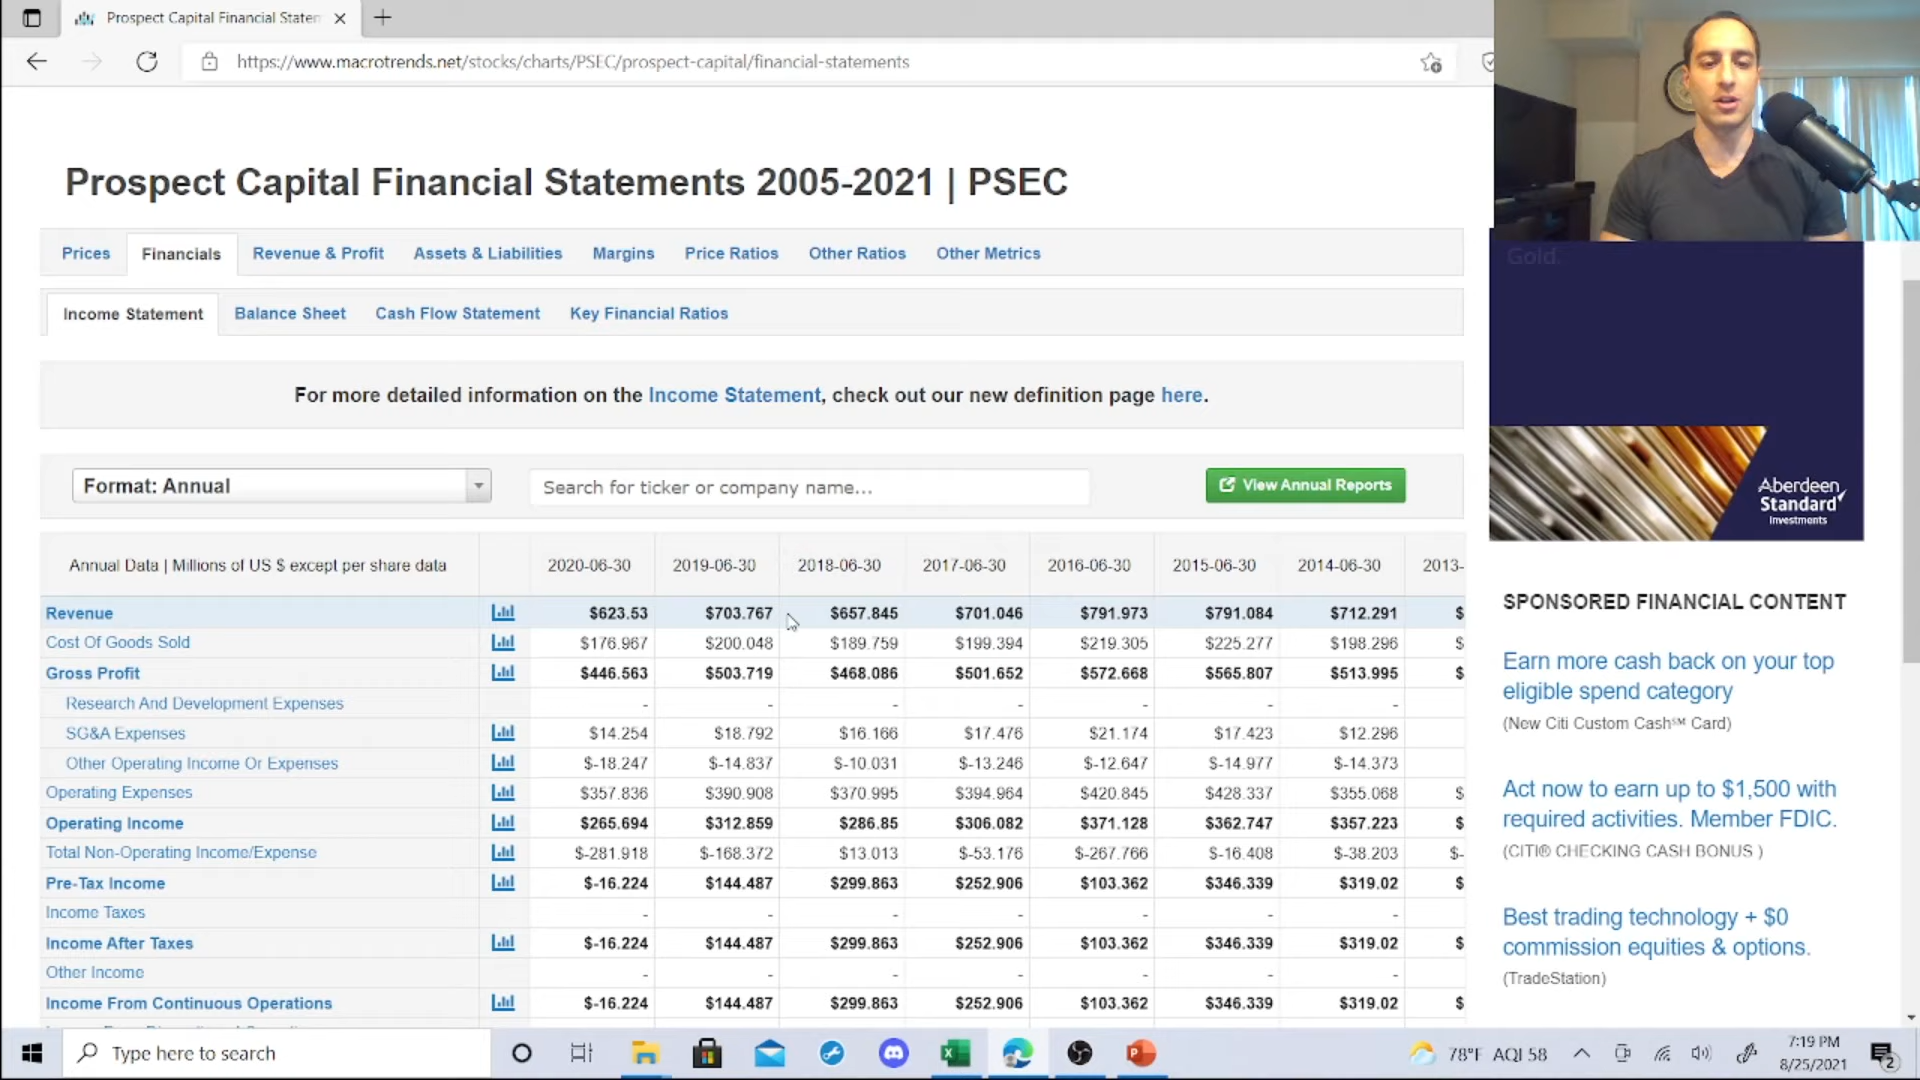 Prospect Capital Financial Staten
https://www.macrotrends.net/stocks/charts/PSEC/prospect-capital/financial-statements
Prospect Capital Financial Statements 2005-2021 | PSEC
Prices Financials Revenue & Profit Assets & Liabilities Margins Price Ratios Other Ratios Other Metrics
Income Statement Balance Sheet Cash Flow Statement Key Financial Ratios
For more detailed information on the Income Statement, check out our new definition page here.
Format: Annual Search for ticker or company name... View Annual Reports
Annual Data | Millions of US $ except per share data 2020-06-30 2019-06-30 2018-06-30 2017-06-30 2016-06-30 2015-06-30 2014-06-30 2013-
Revenue $623.53 $703.767 $657.845 $701.046 $791.973 $791.084 $712.291 $
Cost Of Goods Sold $176.967 $200.048 $189.759 $199.394 $219.305 $225.277 $198.296 $
Gross Profit $446.563 $503.719 $468.086 $501.652 $572.668 $565.807 $513.995 $
Research And Development Expenses - - - - - - -
SG&A Expenses $14.254 $18.792 $16.166 $17.476 $21.174 $17.423 $12.296
Other Operating Income Or Expenses $-18.247 $-14.837 $-10.031 $-13.246 $-12.647 $-14.977 $-14.373
Operating Expenses $357.836 $390.908 $370.995 $394.964 $420.845 $428.337 $355.068 $
Operating Income $265.694 $312.859 $286.85 $306.082 $371.128 $362.747 $357.223 $
Total Non-Operating Income/Expense $-281.918 $-168.372 $13.013 $-53.176 $-267.766 $-16.408 $-38.203 $-
Pre-Tax Income $-16.224 $144.487 $299.863 $252.906 $103.362 $346.339 $319.02 $
Income Taxes - - - - - - -
Income After Taxes $-16.224 $144.487 $299.863 $252.906 $103.362 $346.339 $319.02 $
Other Income - - - - - - -
Income From Continuous Operations $-16.224 $144.487 $299.863 $252.906 $103.362 $346.339 $319.02 $
Gold.
Aberdeen
Standard
Investments
SPONSORED FINANCIAL CONTENT
Earn more cash back on your top
eligible spend category
(New Citi Custom Cash℠ Card)
Act now to earn up to $1,500 with
required activities. Member FDIC.
(CITI® CHECKING CASH BONUS )
Best trading technology + $0
commission equities & options.
(TradeStation)
Type here to search
78°F AQI 58
7:19 PM
8/25/2021
2